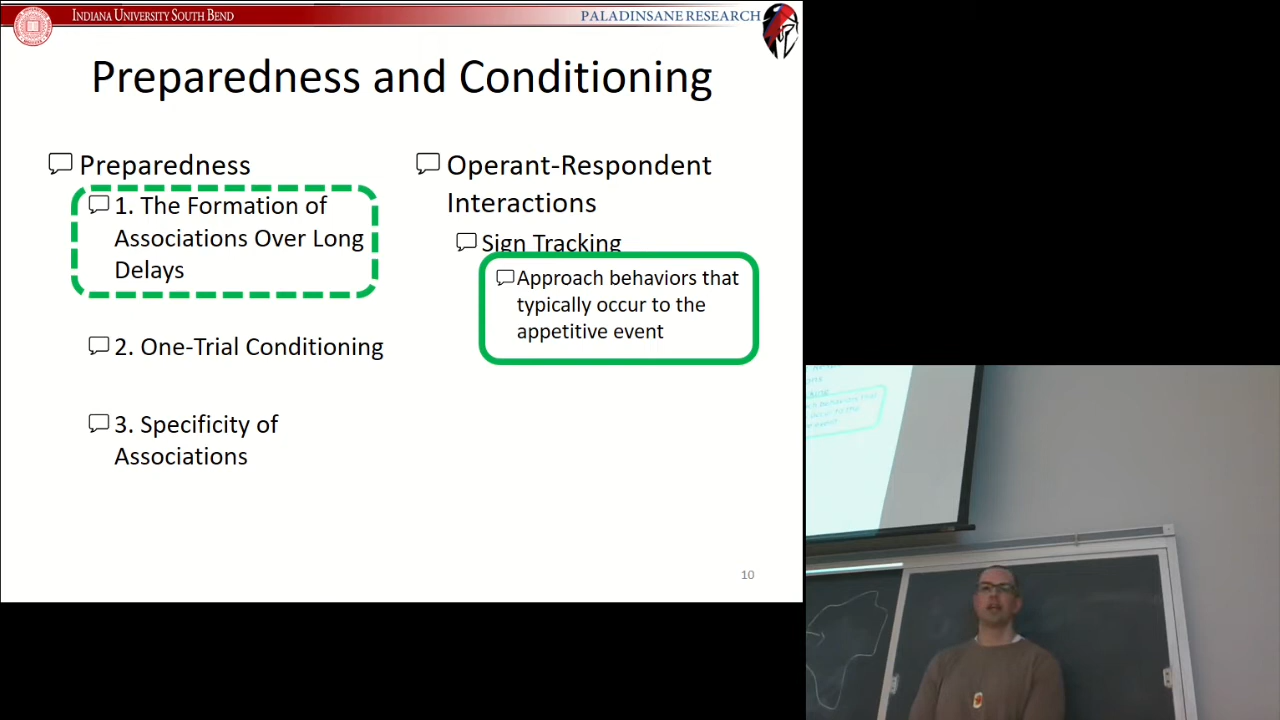 INDIANA UNIVERSITY SOUTH BEND
PALADINSANE RESEARCH
Preparedness and Conditioning
Preparedness
1. The Formation of
Associations Over Long
Delays
2. One-Trial Conditioning
3. Specificity of
Associations
Operant-Respondent
Interactions
Sign Tracking
Approach behaviors that
typically occur to the
appetitive event
10